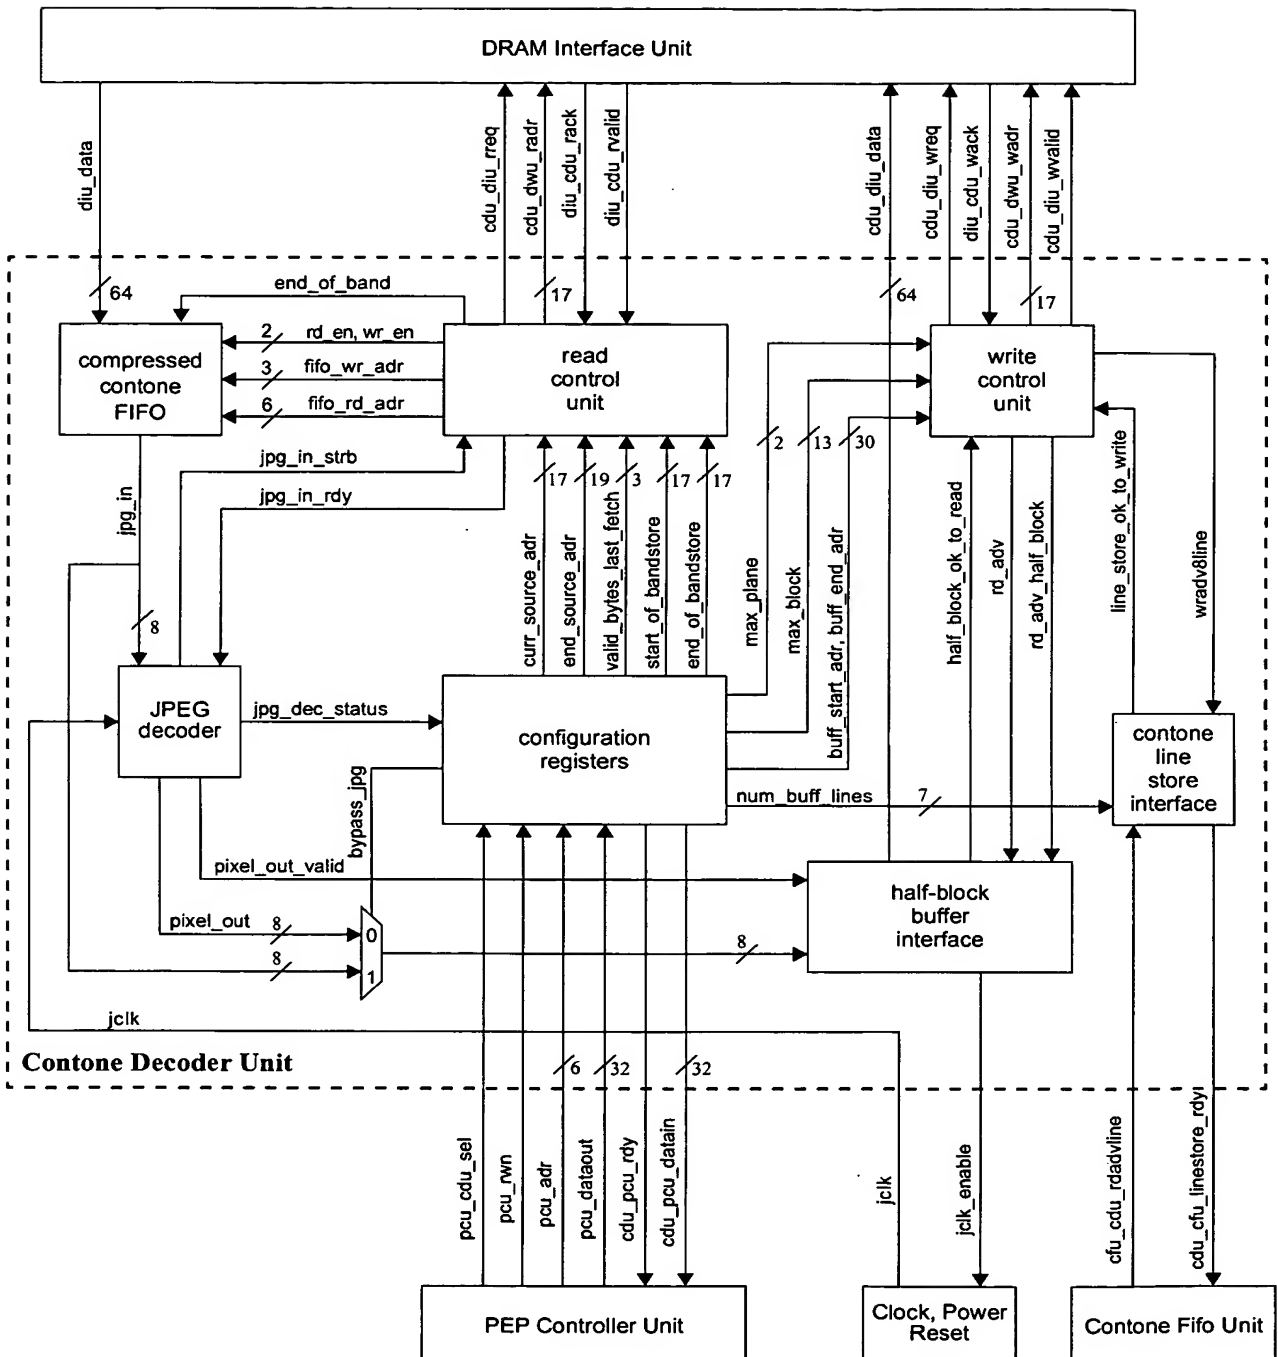 DRAM Interface Unit
diu_data
cdu_diu_rreq
cdu_dwu_radr
diu_cdu_rack
diu_cdu_rvalid
cdu_diu_data
cdu_diu_wreq
diu_cdu_wack
cdu_dwu_wadr
cdu_diu_wvalid
64
end_of_band
17
64
17
compressed
contone
FIFO
2
rd_en, wr_en
3
fifo_wr_adr
6
fifo_rd_adr
read
control
unit
write
control
unit
jpg_in
jpg_in_strb
jpg_in_rdy
8
17
19
3
17
17
curr_source_adr
end_source_adr
valid_bytes_last_fetch
start_of_bandstore
end_of_bandstore
2
13
30
max_plane
max_block
buff_start_adr, buff_end_adr
half_block_ok_to_read
rd_adv
rd_adv_half_block
line_store_ok_to_write
wradv8line
JPEG
decoder
jpg_dec_status
configuration
registers
contone
line
store
interface
num_buff_lines
7
bypass_jpg
pixel_out_valid
pixel_out
8
0
8
1
8
half-block
buffer
interface
jclk
Contone Decoder Unit
6
32
32
pcu_cdu_sel
pcu_rwn
pcu_adr
pcu_dataout
cdu_pcu_rdy
cdu_pcu_datain
jclk
jclk_enable
cfu_cdu_rdadvline
cdu_cfu_linestore_rdy
PEP Controller Unit
Clock, Power
Reset
Contone Fifo Unit